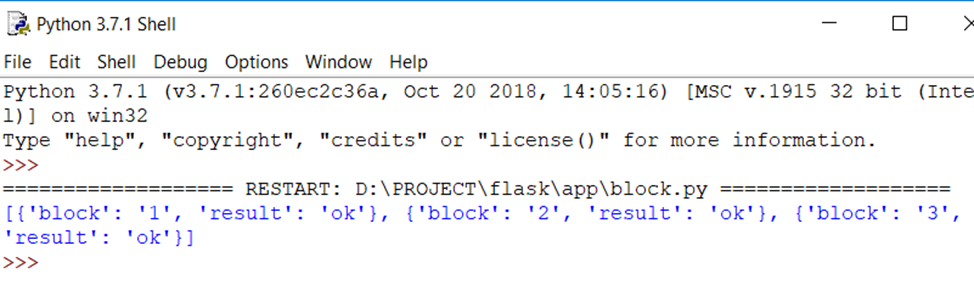 Python 3.7.1 Shell
File Edit Shell Debug Options Window Help
Python 3.7.1 (v3.7.1:260ec2c36a, Oct 20 2018, 14:05:16) [MSC v.1915 32 bit (Inte
l)] on win32
Type "help", "copyright", "credits" or "license()" for more information.
>>>
=================== RESTART: D:\PROJECT\flask\app\block.py ===================
[{'block': '1', 'result': 'ok'}, {'block': '2', 'result': 'ok'}, {'block': '3',
'result': 'ok'}]
>>>